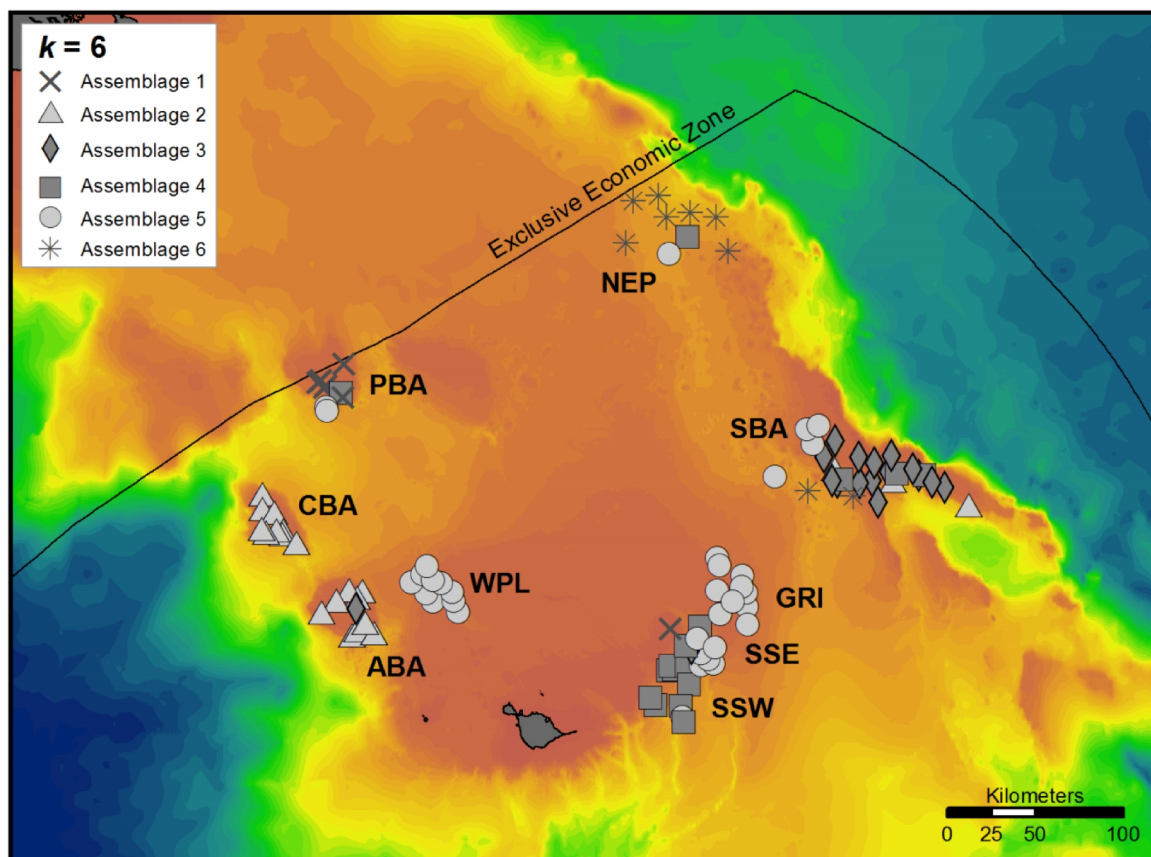 k = 6
Assemblage 1
Assemblage 2
Assemblage 3
Assemblage 4
Assemblage 5
Assemblage 6
Exclusive Economic Zone
NEP
PBA
SBA
CBA
WPL
GRI
ABA
SSE
SSW
Kilometers
0 25 50 100